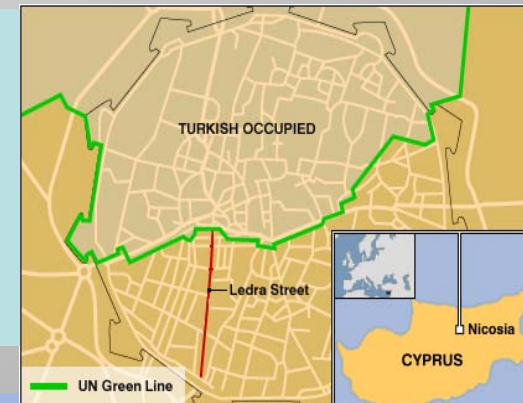 TURKISH OCCUPIED
Ledra Street
Nicosia
CYPRUS
UN Green Line